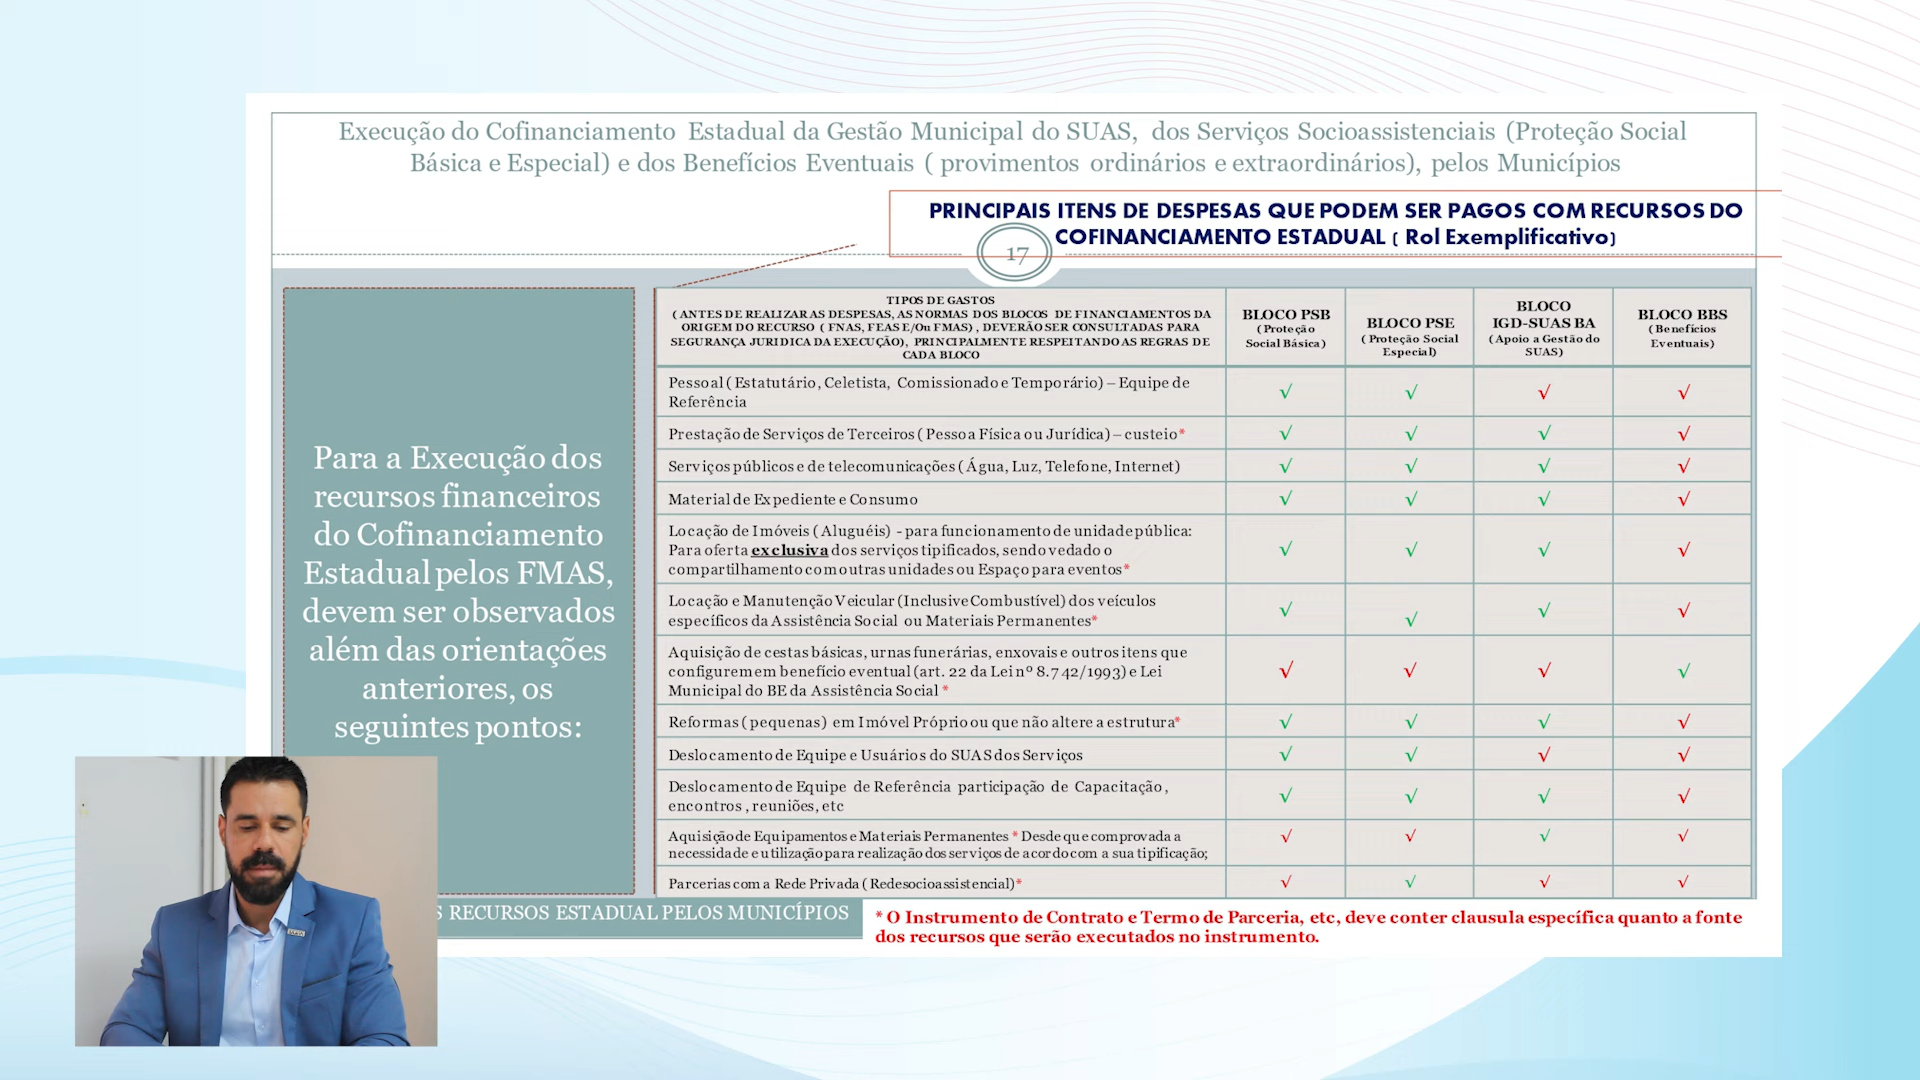 Execução do Cofinanciamento Estadual da Gestão Municipal do SUAS, dos Serviços Socioassistenciais (Proteção Social
Básica e Especial) e dos Benefícios Eventuais ( provimentos ordinários e extraordinários), pelos Municípios
PRINCIPAIS ITENS DE DESPESAS QUE PODEM SER PAGOS COM RECURSOS DO
COFINANCIAMENTO ESTADUAL ( Rol Exemplificativo)
17
Para a Execução dos
recursos financeiros
do Cofinanciamento
Estadual pelos FMAS,
devem ser observados
além das orientações
anteriores, os
seguintes pontos:
TIPOS DE GASTOS
( ANTES DE REALIZAR AS DESPESAS, AS NORMAS DOS BLOCOS DE FINANCIAMENTOS DA
ORIGEM DO RECURSO ( FNAS, FEAS E/Ou FMAS) , DEVERÃO SER CONSULTADAS PARA
SEGURANÇA JURIDICA DA EXECUÇÃO), PRINCIPALMENTE RESPEITANDO AS REGRAS DE
CADA BLOCO
BLOCO PSB
( Proteção
Social Básica)
BLOCO PSE
( Proteção Social
Especial)
BLOCO
IGD-SUAS BA
( Apoio a Gestão do
SUAS)
BLOCO BBS
( Benefícios
Eventuais)
Pessoal ( Estatutário, Celetista, Comissionado e Temporário) – Equipe de
Referência
√ √ √ √
Prestação de Serviços de Terceiros ( Pessoa Física ou Jurídica) – custeio*
√ √ √ √
Serviços públicos e de telecomunicações ( Água, Luz, Telefone, Internet)
√ √ √ √
Material de Expediente e Consumo
√ √ √ √
Locação de Imóveis ( Aluguéis) - para funcionamento de unidade pública:
Para oferta exclusiva dos serviços tipificados, sendo vedado o
compartilhamento com outras unidades ou Espaço para eventos*
√ √ √ √
Locação e Manutenção Veicular (Inclusive Combustível) dos veículos
específicos da Assistência Social ou Materiais Permanentes*
√ √ √ √
Aquisição de cestas básicas, urnas funerárias, enxovais e outros itens que
configurem em benefício eventual (art. 22 da Lei nº 8.742/1993) e Lei
Municipal do BE da Assistência Social *
√ √ √ √
Reformas ( pequenas) em Imóvel Próprio ou que não altere a estrutura*
√ √ √ √
Deslocamento de Equipe e Usuários do SUAS dos Serviços
√ √ √ √
Deslocamento de Equipe de Referência participação de Capacitação,
encontros , reuniões, etc
√ √ √ √
Aquisição de Equipamentos e Materiais Permanentes * Desde que comprovada a
necessidade e utilização para realização dos serviços de acordo com a sua tipificação;
√ √ √ √
Parcerias com a Rede Privada ( Rede socioassistencial)*
√ √ √ √
S RECURSOS ESTADUAL PELOS MUNICÍPIOS
* O Instrumento de Contrato e Termo de Parceria, etc, deve conter clausula específica quanto a fonte
dos recursos que serão executados no instrumento.